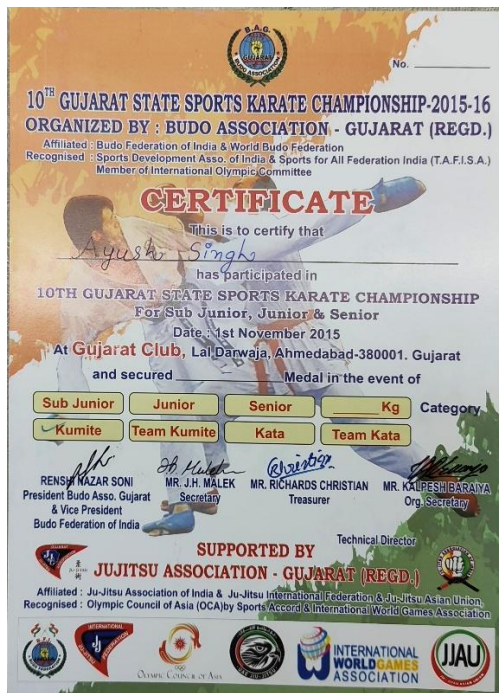 B.A.G.
BUDO ASSOCIATION
No.
10TH GUJARAT STATE SPORTS KARATE CHAMPIONSHIP-2015-16
ORGANIZED BY : BUDO ASSOCIATION - GUJARAT (REGD.)
Affiliated : Budo Federation of India & World Budo Federation
Recognised : Sports Development Asso. of India & Sports for All Federation India (T.A.F.I.S.A.)
Member of International Olympic Committee
CERTIFICATE
This is to certify that
Ayush Singh
has participated in
10TH GUJARAT STATE SPORTS KARATE CHAMPIONSHIP
For Sub Junior, Junior & Senior
Date : 1st November 2015
At Gujarat Club, Lal Darwaja, Ahmedabad-380001. Gujarat
and secured Medal in the event of
Sub Junior Junior Senior Kg Category
Kumite Team Kumite Kata Team Kata
RENSHI NAZAR SONI MR. J.H. MALEK MR. RICHARDS CHRISTIAN MR. KALPESH BARAIYA
President Budo Asso. Gujarat Secretary Treasurer Org. Secretary
& Vice President
Budo Federation of India
Technical Director
SUPPORTED BY
JUJITSU ASSOCIATION - GUJARAT (REGD.)
Affiliated : Ju-Jitsu Association of India & Ju-Jitsu International Federation & Ju-Jitsu Asian Union,
Recognised : Olympic Council of Asia (OCA)by Sports Accord & International World Games Association
INTERNATIONAL
OLYMPIC COUNCIL OF ASIA
INTERNATIONAL
WORLDGAMES
ASSOCIATION
JJAU